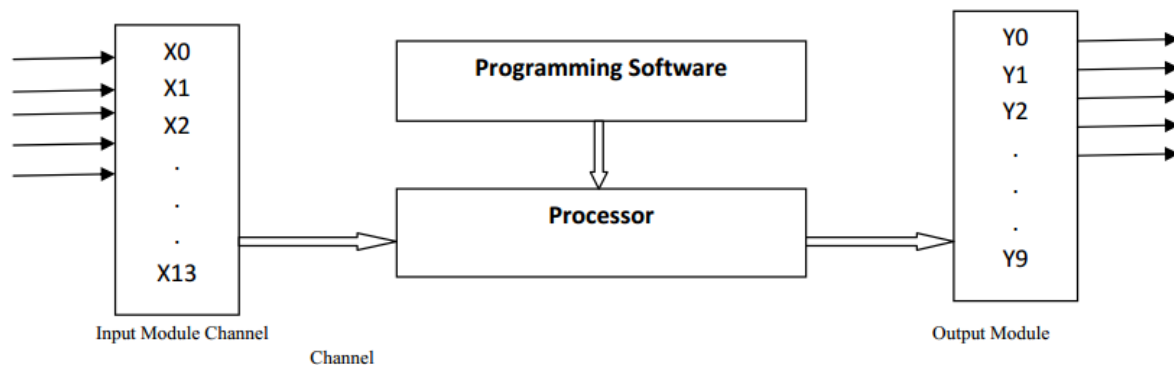 X0
X1
X2
.
.
.
X13
Input Module Channel
Channel
Programming Software
Processor
Y0
Y1
Y2
.
.
.
Y9
Output Module